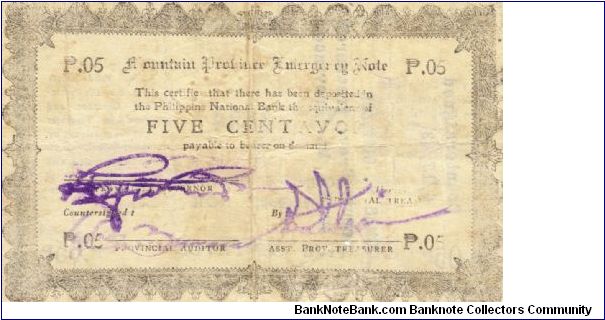 ₱.05 Mountain Province Emergency Note ₱.05
This certifies that there has been deposited in
the Philippine National Bank the equivalent of
FIVE CENTAVO
payable to bearer on demand
Countersigned: By
₱.05 PROVINCIAL AUDITOR ASST. PROV. TREASURER ₱.05
BankNoteBank.com Banknote Collectors Community